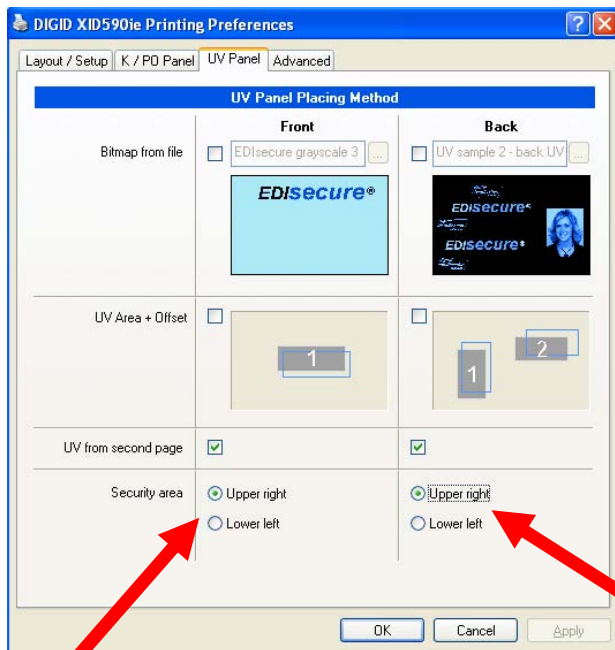 DIGID XID590ie Printing Preferences
Layout / Setup K / PO Panel UV Panel Advanced
UV Panel Placing Method
Front Back
Bitmap from file EDIsecure grayscale 3 ... UV sample 2 - back UV ...
EDIsecure®
EDIsecure®
EDIsecure®
UV Area + Offset 1 1 2
UV from second page
Security area Upper right Upper right
Lower left Lower left
OK Cancel Apply